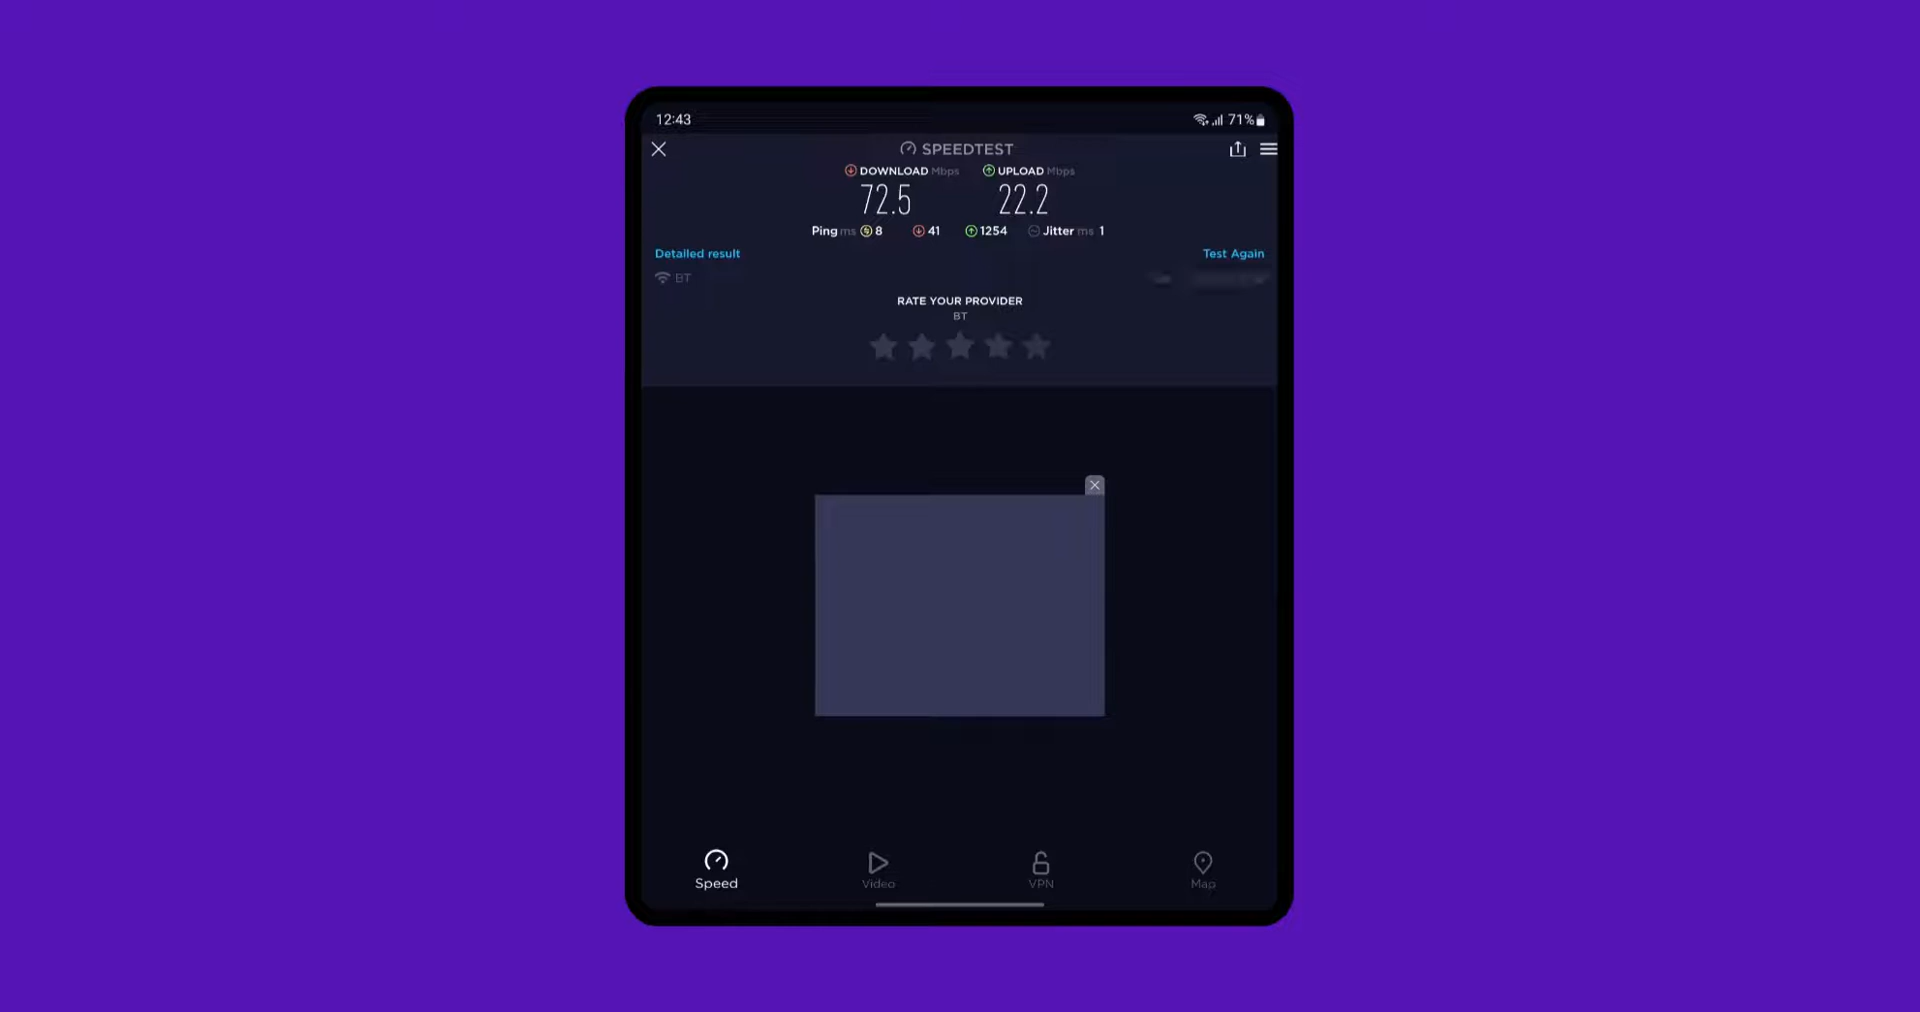 12:43 71%
SPEEDTEST
DOWNLOAD Mbps UPLOAD Mbps
72.5 22.2
Ping ms 8 41 1254 Jitter ms 1
Detailed result Test Again
BT
RATE YOUR PROVIDER
BT
Speed Video VPN Map